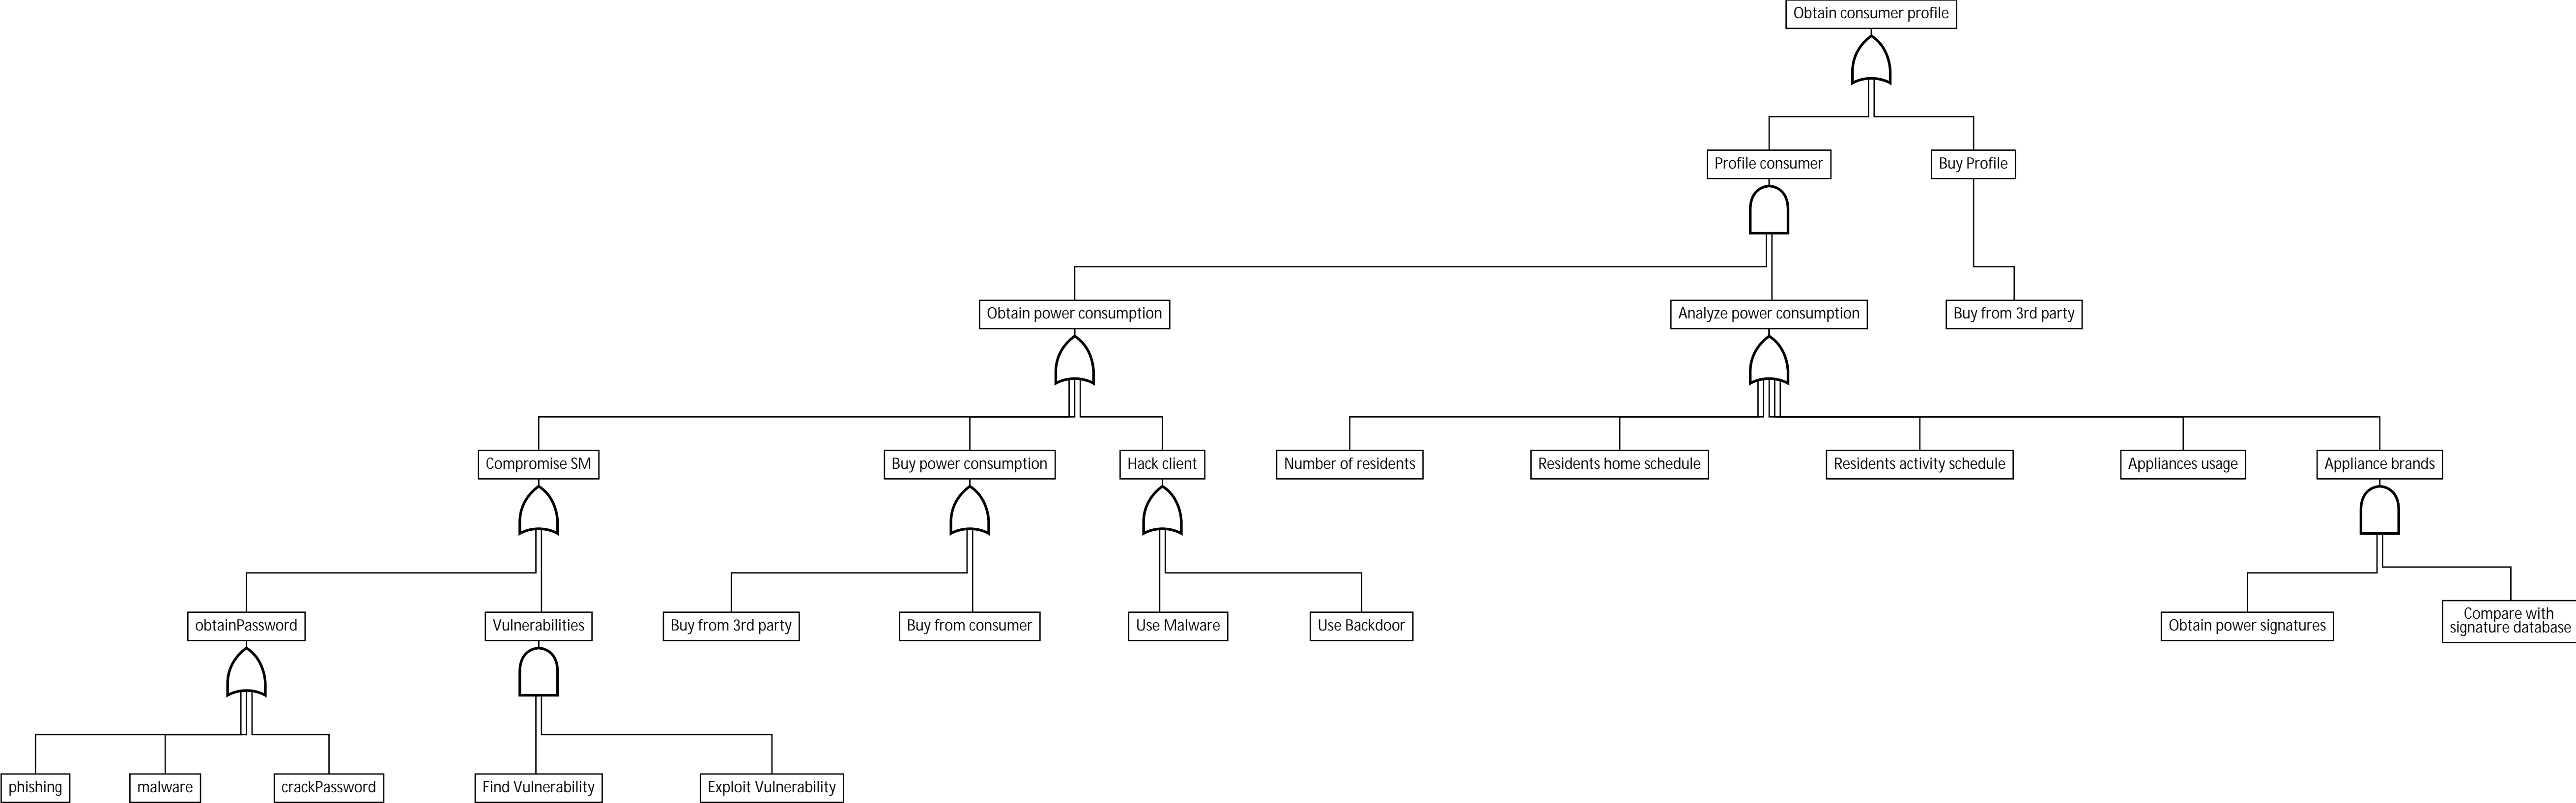 Obtain consumer profile
Profile consumer
Buy Profile
Obtain power consumption
Analyze power consumption
Buy from 3rd party
Compromise SM
Buy power consumption
Hack client
Number of residents
Residents home schedule
Residents activity schedule
Appliances usage
Appliance brands
obtainPassword
Vulnerabilities
Buy from 3rd party
Buy from consumer
Use Malware
Use Backdoor
Obtain power signatures
Compare with
signature database
phishing
malware
crackPassword
Find Vulnerability
Exploit Vulnerability